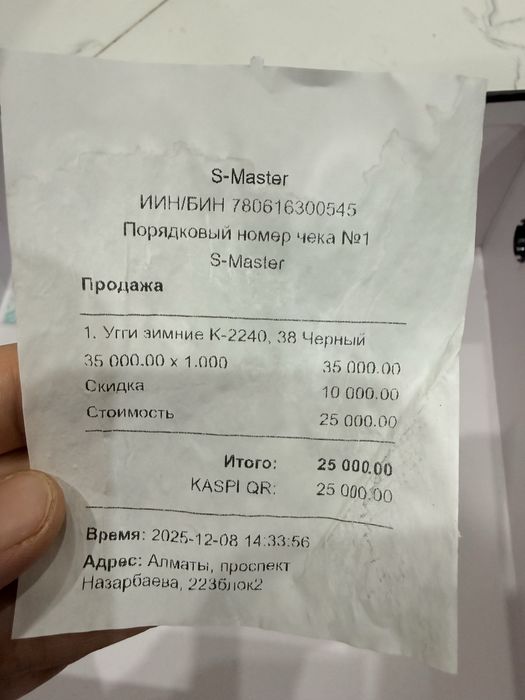 S-Master
ИИН/БИН 780616300545
Порядковый номер чека №1
S-Master
Продажа
1. Угги зимние К-2240, 38 Черный
35 000.00 x 1.000 35 000.00
Скидка 10 000.00
Стоимость 25 000.00
Итого: 25 000.00
KASPI QR: 25 000.00
Время: 2025-12-08 14:33:56
Адрес: Алматы, проспект
Назарбаева, 223блок2